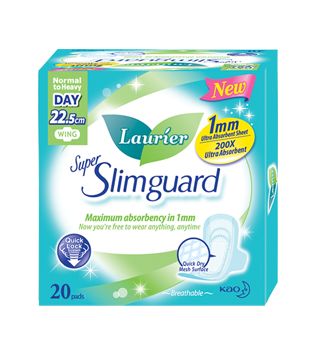 Normal
to Heavy
DAY
22.5cm
WING
New
Laurier
1mm
Ultra Absorbent Sheet
200X
Ultra Absorbent
Super
Slimguard
Maximum absorbency in 1mm
Now you're free to wear anything, anytime
Quick
Lock
Quick Dry
Mesh Surface
20 pads
Breathable
Kao